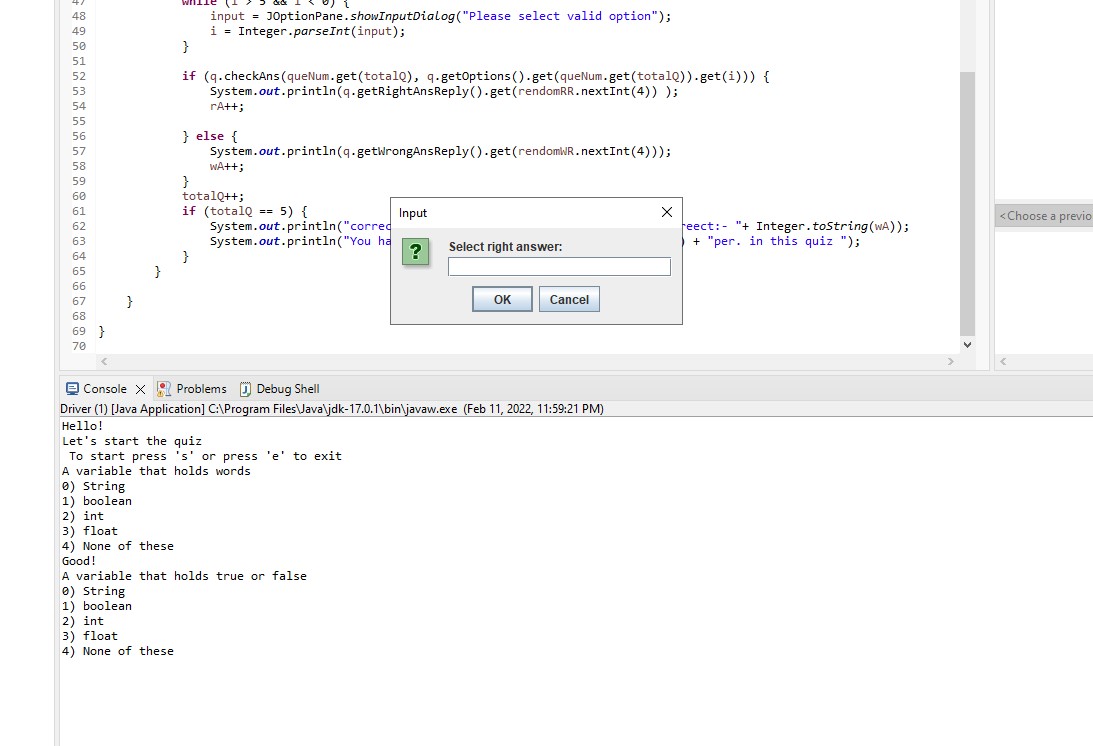 47 while (i > 5 && i < 0) {
48 input = JOptionPane.showInputDialog("Please select valid option");
49 i = Integer.parseInt(input);
50 }
51
52 if (q.checkAns(queNum.get(totalQ), q.getOptions().get(queNum.get(totalQ)).get(i))) {
53 System.out.println(q.getRightAnsReply().get(rendomRR.nextInt(4)) );
54 rA++;
55
56 } else {
57 System.out.println(q.getWrongAnsReply().get(rendomWR.nextInt(4)));
58 wA++;
59 }
60 totalQ++;
61 if (totalQ == 5) {
62 System.out.println("correc reect:- "+ Integer.toString(wA));
63 System.out.println("You ha ) + "per. in this quiz ");
64 }
65 }
66
67 }
68
69 }
70
Input
Select right answer:
OK Cancel
<Choose a previo
Console Problems Debug Shell
Driver (1) [Java Application] C:\Program Files\Java\jdk-17.0.1\bin\javaw.exe (Feb 11, 2022, 11:59:21 PM)
Hello!
Let's start the quiz
To start press 's' or press 'e' to exit
A variable that holds words
0) String
1) boolean
2) int
3) float
4) None of these
Good!
A variable that holds true or false
0) String
1) boolean
2) int
3) float
4) None of these